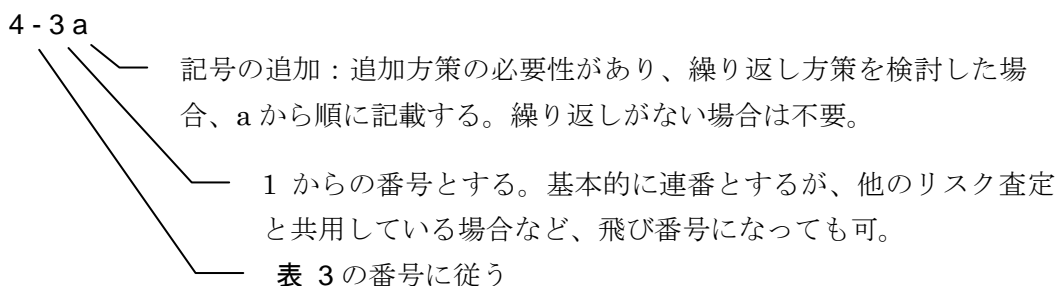 4 - 3 a
記号の追加：追加方策の必要性があり、繰り返し方策を検討した場
合、a から順に記載する。繰り返しがない場合は不要。
1 からの番号とする。基本的に連番とするが、他のリスク査定
と共用している場合など、飛び番号になっても可。
表 3 の番号に従う